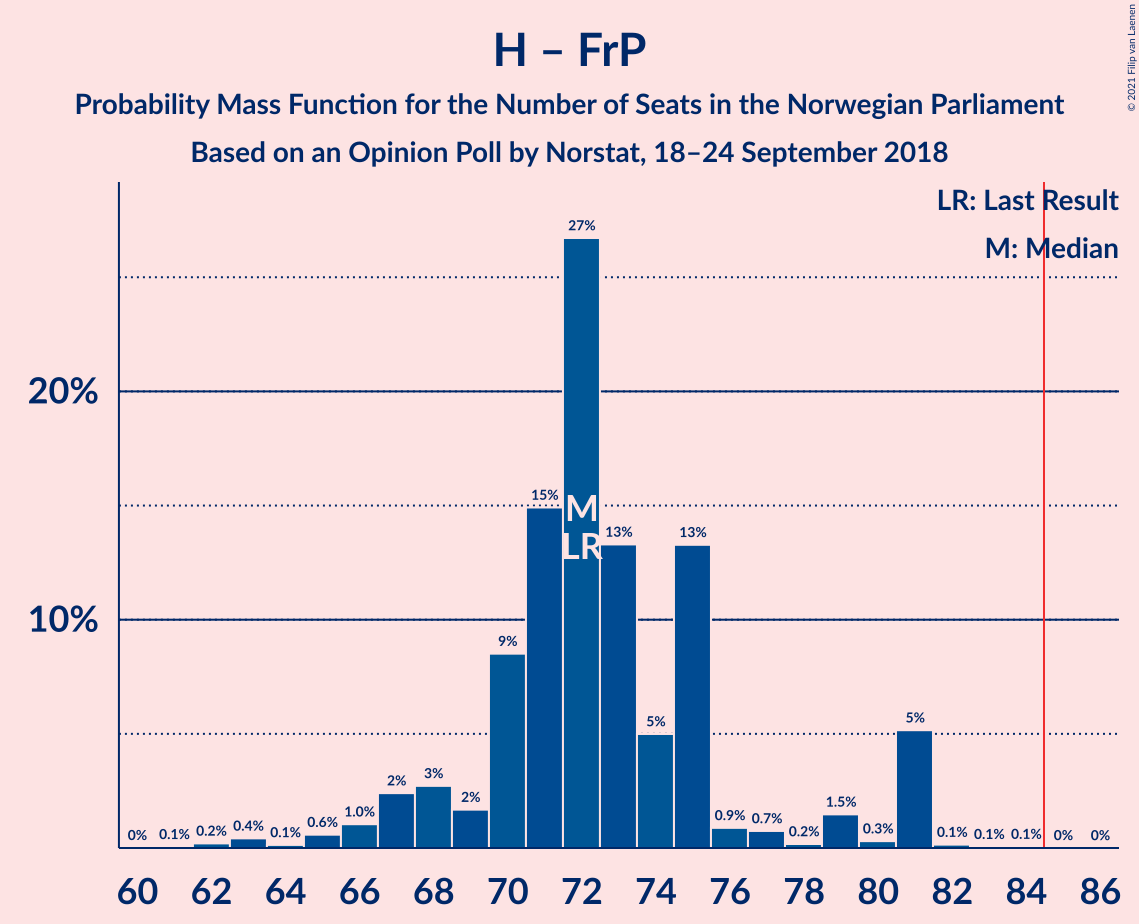 H – FrP
Probability Mass Function for the Number of Seats in the Norwegian Parliament
Based on an Opinion Poll by Norstat, 18–24 September 2018
© 2021 Filip van Laenen
LR: Last Result
M: Median
20%
10%
0% 0.1% 0.2% 0.4% 0.1% 0.6% 1.0% 2% 3% 2% 9% 15% 27% 13% 5% 13% 0.9% 0.7% 0.2% 1.5% 0.3% 5% 0.1% 0.1% 0.1% 0% 0%
M
LR
60 62 64 66 68 70 72 74 76 78 80 82 84 86